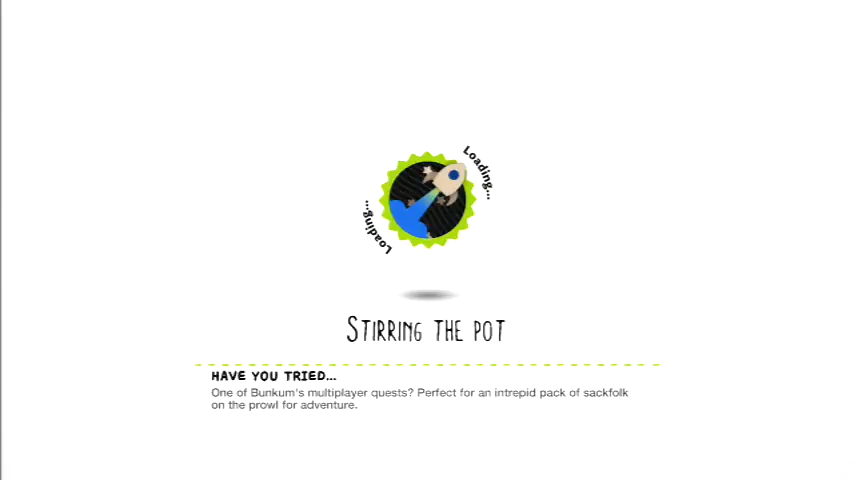 Loading...
Loading...
STIRRING THE POT
HAVE YOU TRIED...
One of Bunkum's multiplayer quests? Perfect for an intrepid pack of sackfolk
on the prowl for adventure.